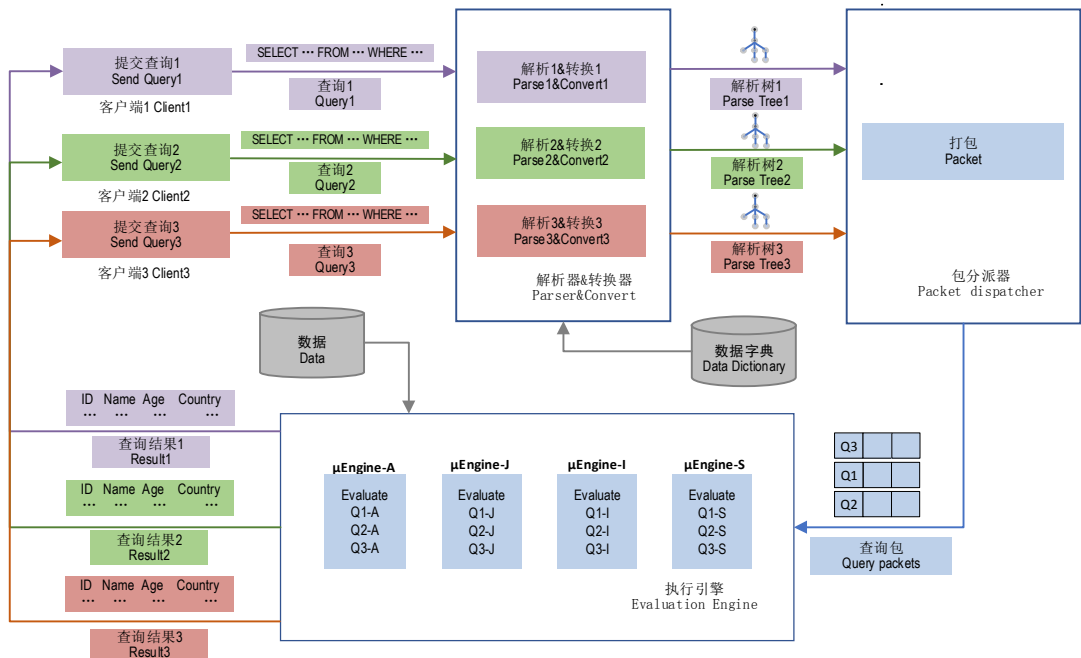 提交查询1
Send Query1
客户端1 Client1
SELECT ··· FROM ··· WHERE ···
查询1
Query1
解析1&转换1
Parse1&Convert1
解析树1
Parse Tree1
提交查询2
Send Query2
客户端2 Client2
SELECT ··· FROM ··· WHERE ···
查询2
Query2
解析2&转换2
Parse2&Convert2
解析树2
Parse Tree2
打包
Packet
提交查询3
Send Query3
客户端3 Client3
SELECT ··· FROM ··· WHERE ···
查询3
Query3
解析3&转换3
Parse3&Convert3
解析树3
Parse Tree3
解析器&转换器
Parser&Convert
包分派器
Packet dispatcher
数据
Data
数据字典
Data Dictionary
ID Name Age Country
··· ··· ··· ···
查询结果1
Result1
ID Name Age Country
··· ··· ··· ···
查询结果2
Result2
ID Name Age Country
··· ··· ··· ···
查询结果3
Result3
μEngine-A
Evaluate
Q1-A
Q2-A
Q3-A
μEngine-J
Evaluate
Q1-J
Q2-J
Q3-J
μEngine-I
Evaluate
Q1-I
Q2-I
Q3-I
μEngine-S
Evaluate
Q1-S
Q2-S
Q3-S
执行引擎
Evaluation Engine
Q3
Q1
Q2
查询包
Query packets